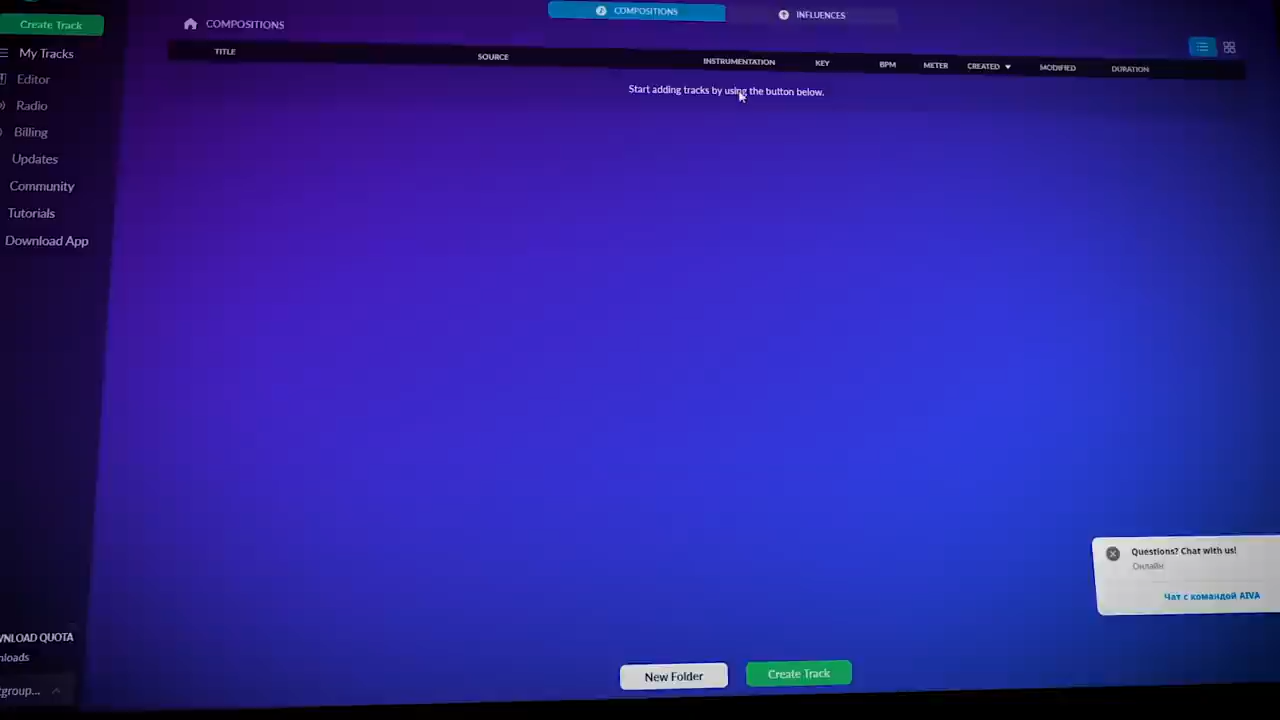 Create Track
My Tracks
Editor
Radio
Billing
Updates
Community
Tutorials
Download App
COMPOSITIONS
INFLUENCES
COMPOSITIONS
TITLE
SOURCE
INSTRUMENTATION
KEY
BPM
METER
CREATED
MODIFIED
DURATION
Start adding tracks by using the button below.
Questions? Chat with us!
Онлайн
Чат с командой AIVA
QUOTA
New Folder
Create Track